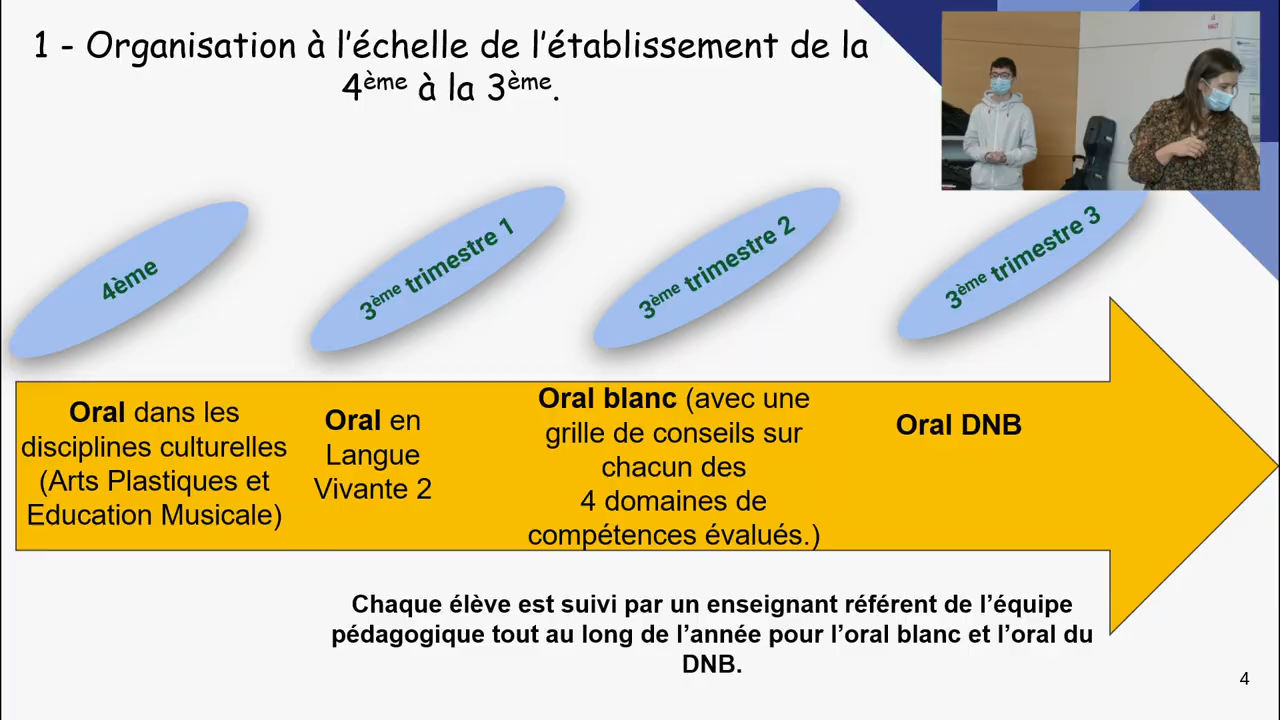 1 - Organisation à l'échelle de l'établissement de la
4ème à la 3ème.
4ème
3ème trimestre 1
3ème trimestre 2
3ème trimestre 3
Oral dans les
disciplines culturelles
(Arts Plastiques et
Education Musicale)
Oral en
Langue
Vivante 2
Oral blanc (avec une
grille de conseils sur
chacun des
4 domaines de
compétences évalués.)
Oral DNB
Chaque élève est suivi par un enseignant référent de l'équipe
pédagogique tout au long de l'année pour l'oral blanc et l'oral du
DNB.
4